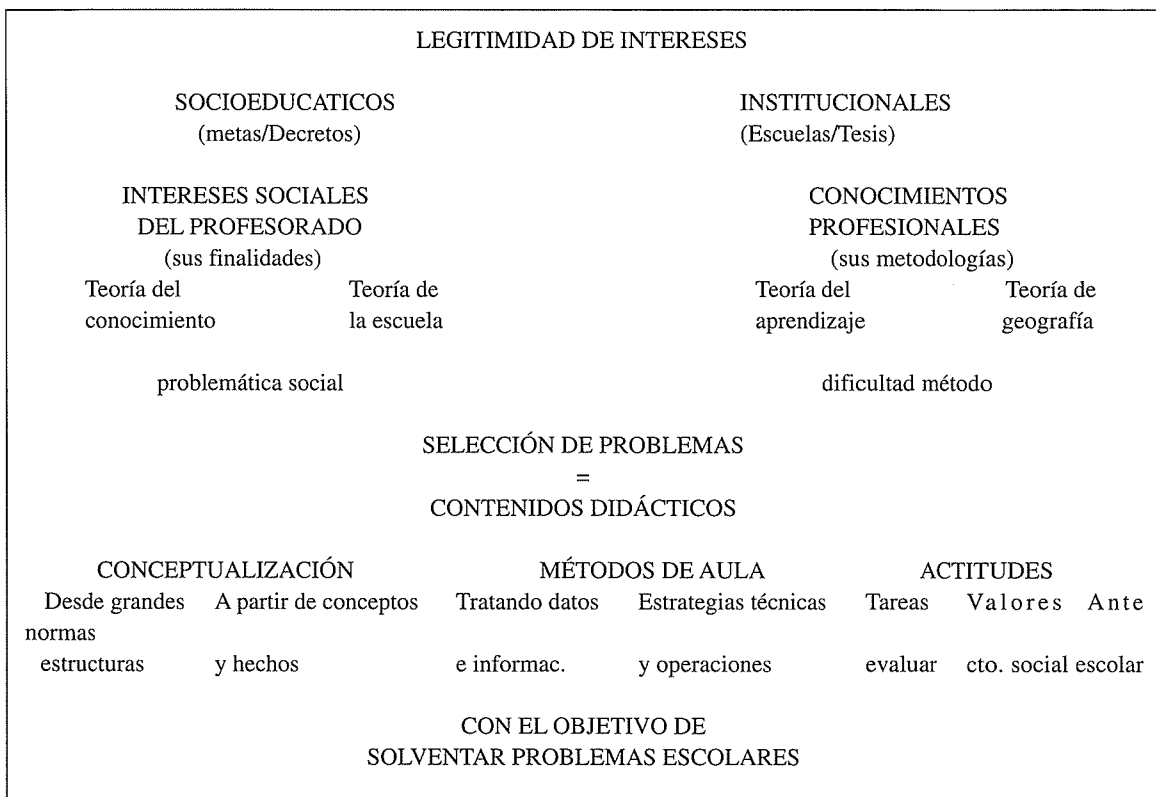 LEGITIMIDAD DE INTERESES
SOCIOEDUCATICOS INSTITUCIONALES
(metas/Decretos) (Escuelas/Tesis)
INTERESES SOCIALES CONOCIMIENTOS
DEL PROFESORADO PROFESIONALES
(sus finalidades) (sus metodologías)
Teoría del Teoría de Teoría del Teoría de
conocimiento la escuela aprendizaje geografía
problemática social dificultad método
SELECCIÓN DE PROBLEMAS
=
CONTENIDOS DIDÁCTICOS
CONCEPTUALIZACIÓN MÉTODOS DE AULA ACTITUDES
Desde grandes A partir de conceptos Tratando datos Estrategias técnicas Tareas Valores Ante
normas
estructuras y hechos e informac. y operaciones evaluar cto. social escolar
CON EL OBJETIVO DE
SOLVENTAR PROBLEMAS ESCOLARES